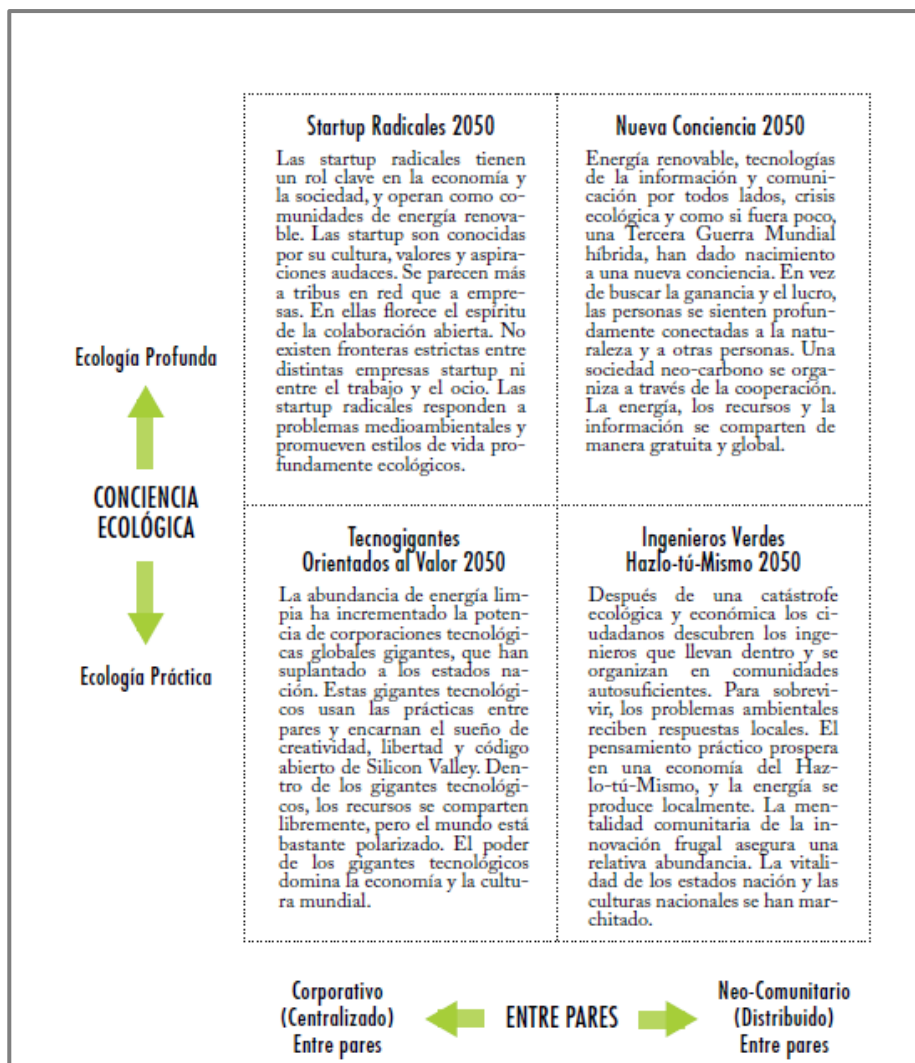 Startup Radicales 2050
Las startup radicales tienen
un rol clave en la economía y
la sociedad, y operan como co-
munidades de energía renova-
ble. Las startup son conocidas
por su cultura, valores y aspira-
ciones audaces. Se parecen más
a tribus en red que a empre-
sas. En ellas florece el espíritu
de la colaboración abierta. No
existen fronteras estrictas entre
distintas empresas startup ni
entre el trabajo y el ocio. Las
startup radicales responden a
problemas medioambientales y
promueven estilos de vida pro-
fundamente ecológicos.
Nueva Conciencia 2050
Energía renovable, tecnologías
de la información y comuni-
cación por todos lados, crisis
ecológica y como si fuera poco,
una Tercera Guerra Mundial
híbrida, han dado nacimiento
a una nueva conciencia. En vez
de buscar la ganancia y el lucro,
las personas se sienten profun-
damente conectadas a la natu-
raleza y a otras personas. Una
sociedad neo-carbono se orga-
niza a través de la cooperación.
La energía, los recursos y la
información se comparten de
manera gratuita y global.
Ecología Profunda
CONCIENCIA
ECOLÓGICA
Ecología Práctica
Tecnogigantes
Orientados al Valor 2050
La abundancia de energía lim-
pia ha incrementado la poten-
cia de corporaciones tecnológi-
cas globales gigantes, que han
suplantado a los estados na-
ción. Estas gigantes tecnológi-
cos usan las prácticas entre
pares y encarnan el sueño de
creatividad, libertad y código
abierto de Silicon Valley. Den-
tro de los gigantes tecnológi-
cos, los recursos se comparten
libremente, pero el mundo está
bastante polarizado. El poder
de los gigantes tecnológicos
domina la economía y la cultu-
ra mundial.
Ingenieros Verdes
Hazlo-tú-Mismo 2050
Después de una catástrofe
ecológica y económica los ci-
udadanos descubren los inge-
nieros que llevan dentro y se
organizan en comunidades
autosuficientes. Para sobrevi-
vir, los problemas ambientales
reciben respuestas locales. El
pensamiento práctico prospera
en una economía del Haz-
lo-tú-Mismo, y la energía se
produce localmente. La men-
talidad comunitaria de la in-
novación frugal asegura una
relativa abundancia. La vitali-
dad de los estados nación y las
culturas nacionales se han mar-
chitado.
Corporativo
(Centralizado)
Entre pares
ENTRE PARES
Neo-Comunitario
(Distribuido)
Entre pares